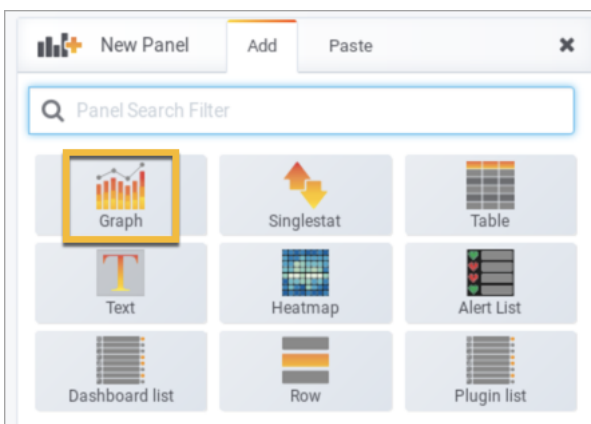 New Panel Add Paste
Panel Search Filter
Graph Singlestat Table
Text Heatmap Alert List
Dashboard list Row Plugin list